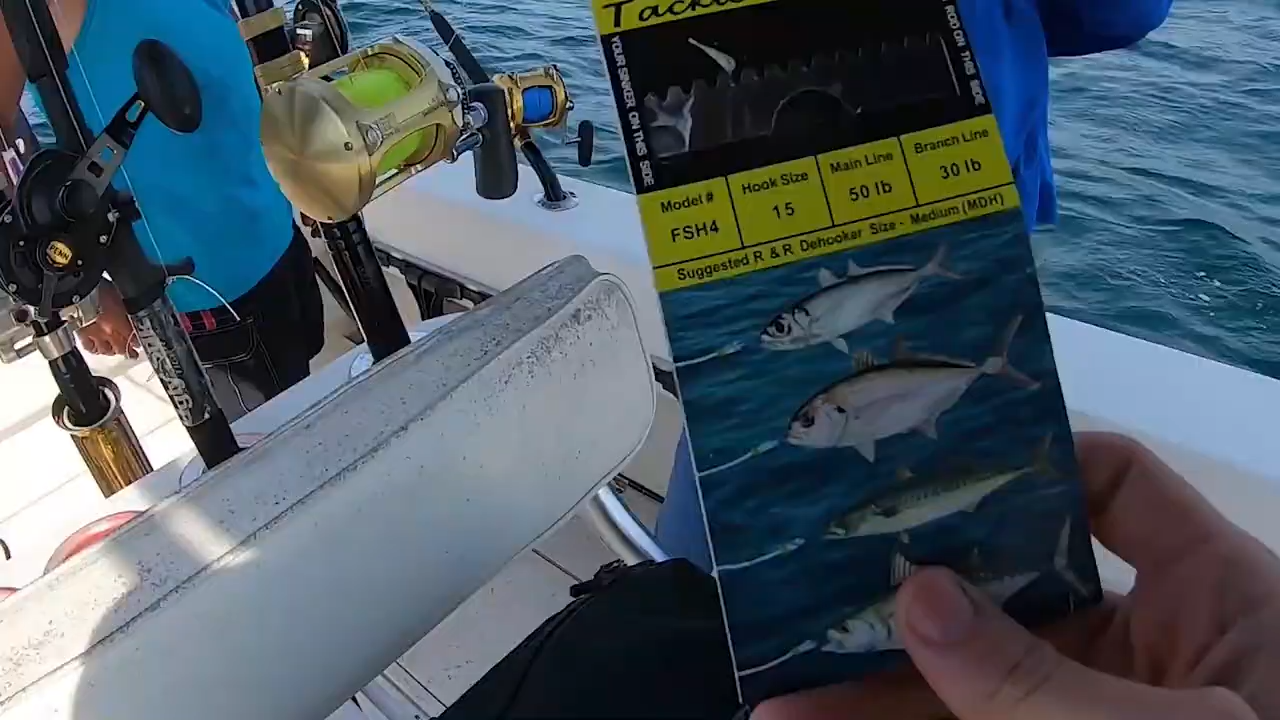 Tackle
YOUR SINKER ON THIS SIDE
ROD ON THIS SIDE
Model # Hook Size Main Line Branch Line
FSH4 15 50 lb 30 lb
Suggested R & R Dehooker Size - Medium (MDH)
PENN